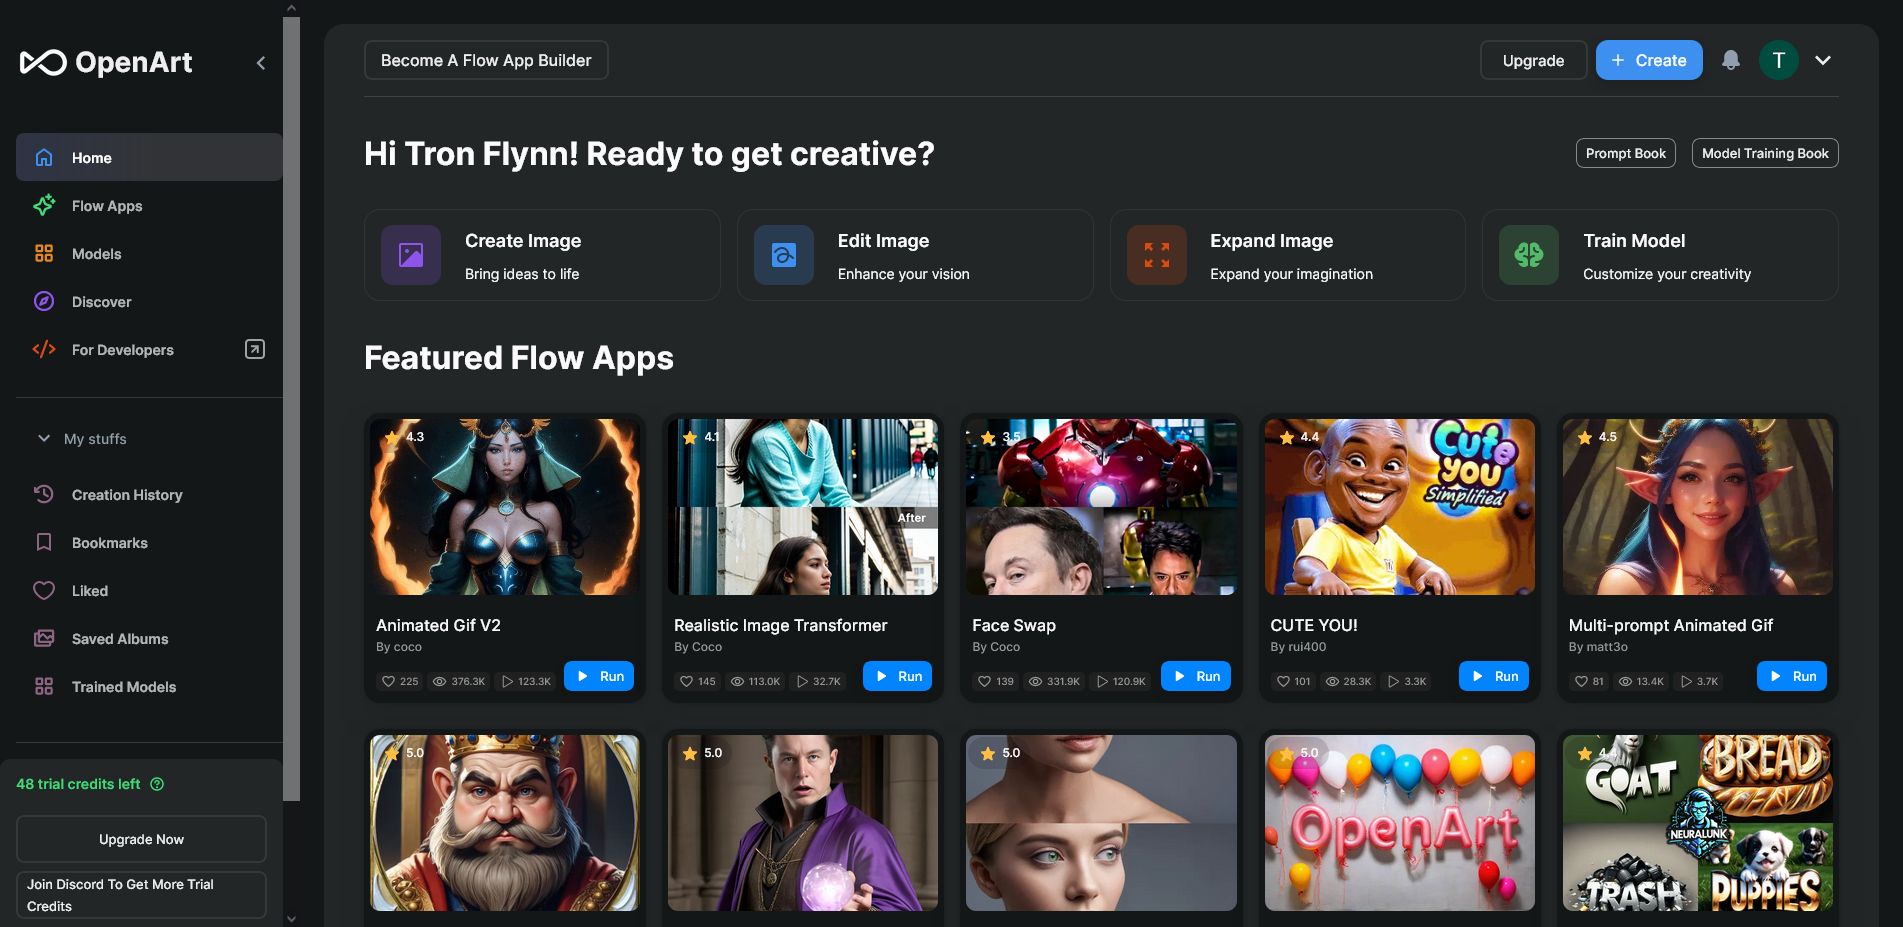 OpenArt
Home
Flow Apps
Models
Discover
For Developers
My stuffs
Creation History
Bookmarks
Liked
Saved Albums
Trained Models
48 trial credits left
Upgrade Now
Join Discord To Get More Trial
Credits
Become A Flow App Builder
Upgrade
+ Create
T
Hi Tron Flynn! Ready to get creative?
Prompt Book
Model Training Book
Create Image
Bring ideas to life
Edit Image
Enhance your vision
Expand Image
Expand your imagination
Train Model
Customize your creativity
Featured Flow Apps
4.3
Animated Gif V2
By coco
225 376.3K 123.3K
Run
4.1
After
Realistic Image Transformer
By Coco
145 113.0K 32.7K
Run
3.5
Face Swap
By Coco
139 331.9K 120.9K
Run
4.4
Cute
YOU
Simplified
CUTE YOU!
By rui400
101 28.3K 3.3K
Run
4.5
Multi-prompt Animated Gif
By matt3o
81 13.4K 3.7K
Run
5.0
5.0
5.0
5.0
OpenArt
4.4
GOAT
BREAD
NEURALUNK
TRASH
PUPPIES